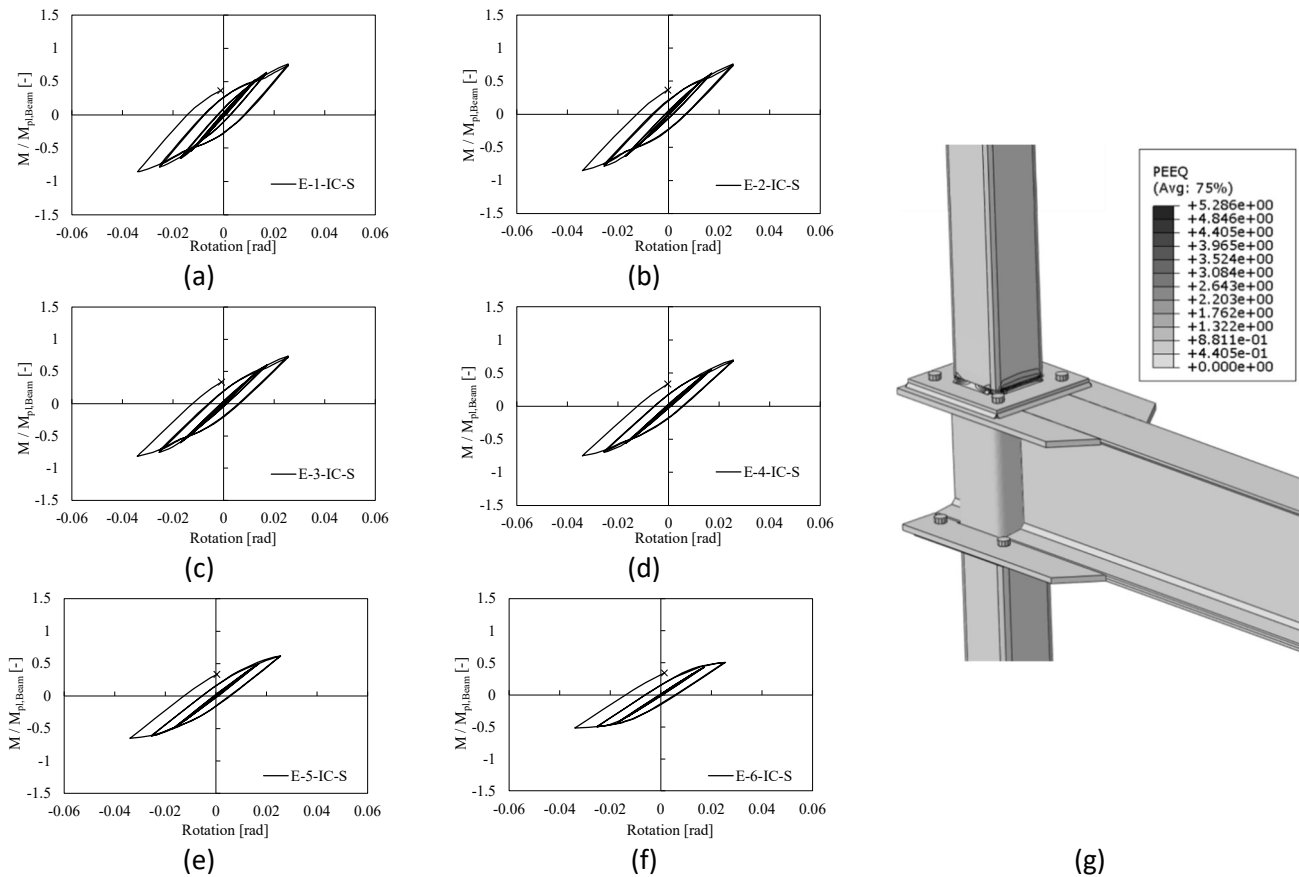 1.5
1
0.5
0
-0.5
-1
-1.5
-0.06 -0.04 -0.02 0 0.02 0.04 0.06
M / M_pl,Beam [-]
Rotation [rad]
E-1-IC-S
(a)
1.5
1
0.5
0
-0.5
-1
-1.5
-0.06 -0.04 -0.02 0 0.02 0.04 0.06
M / M_pl,Beam [-]
Rotation [rad]
E-2-IC-S
(b)
1.5
1
0.5
0
-0.5
-1
-1.5
-0.06 -0.04 -0.02 0 0.02 0.04 0.06
M / M_pl,Beam [-]
Rotation [rad]
E-3-IC-S
(c)
1.5
1
0.5
0
-0.5
-1
-1.5
-0.06 -0.04 -0.02 0 0.02 0.04 0.06
M / M_pl,Beam [-]
Rotation [rad]
E-4-IC-S
(d)
1.5
1
0.5
0
-0.5
-1
-1.5
-0.06 -0.04 -0.02 0 0.02 0.04 0.06
M / M_pl,Beam [-]
Rotation [rad]
E-5-IC-S
(e)
1.5
1
0.5
0
-0.5
-1
-1.5
-0.06 -0.04 -0.02 0 0.02 0.04 0.06
M / M_pl,Beam [-]
Rotation [rad]
E-6-IC-S
(f)
PEEQ
(Avg: 75%)
+5.286e+00
+4.846e+00
+4.405e+00
+3.965e+00
+3.524e+00
+3.084e+00
+2.643e+00
+2.203e+00
+1.762e+00
+1.322e+00
+8.811e-01
+4.405e-01
+0.000e+00
(g)